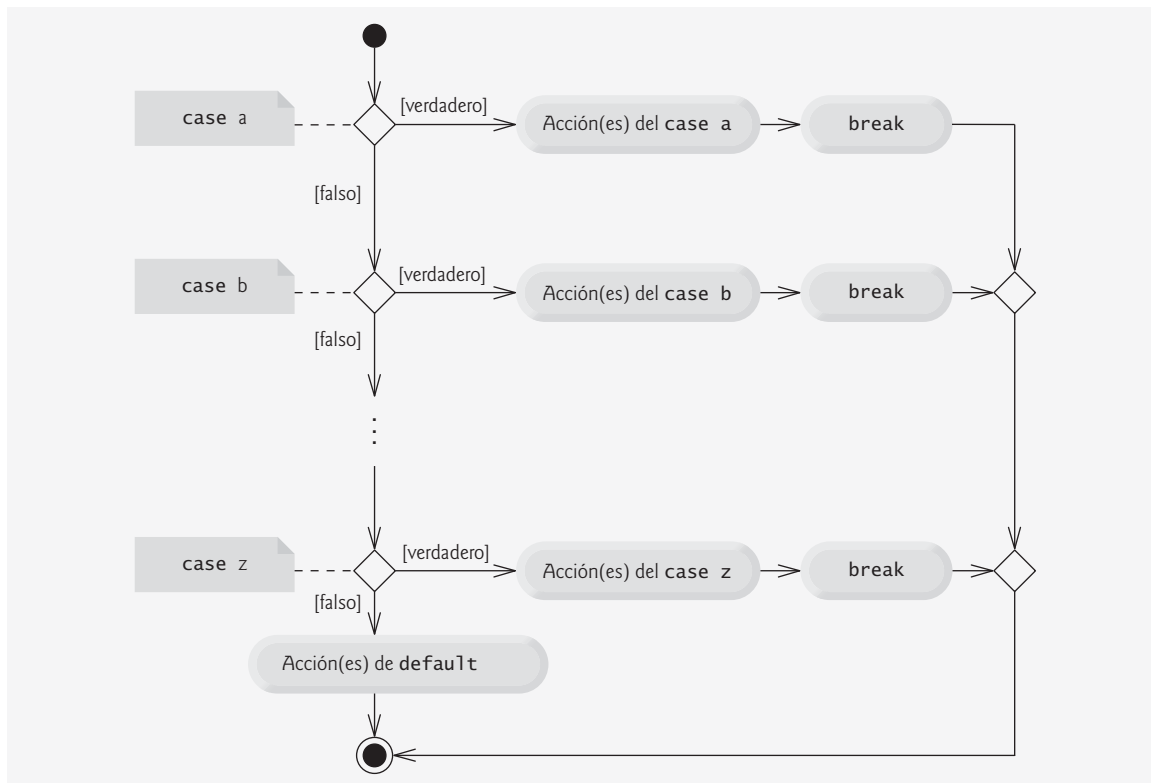 case a
[verdadero]
Acción(es) del case a
break
[falso]
case b
[verdadero]
Acción(es) del case b
break
[falso]
case z
[verdadero]
Acción(es) del case z
break
[falso]
Acción(es) de default